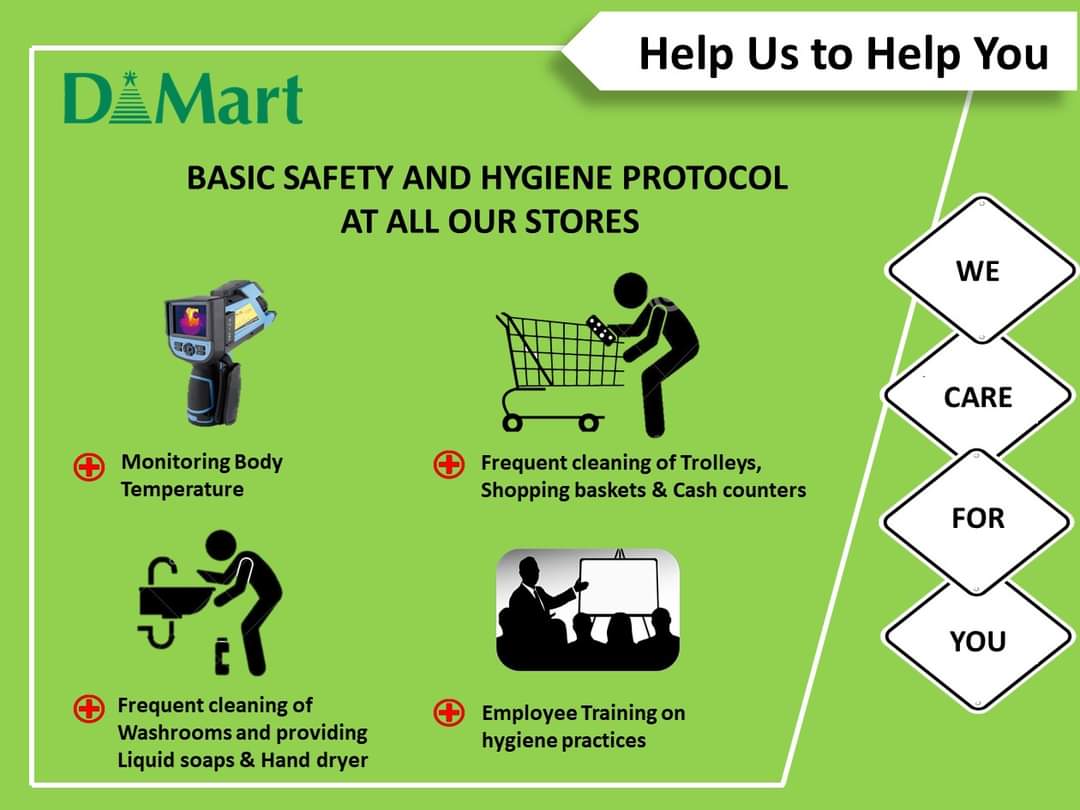 Help Us to Help You
D Mart
BASIC SAFETY AND HYGIENE PROTOCOL
AT ALL OUR STORES
Monitoring Body
Temperature
Frequent cleaning of Trolleys,
Shopping baskets & Cash counters
Frequent cleaning of
Washrooms and providing
Liquid soaps & Hand dryer
Employee Training on
hygiene practices
WE
CARE
FOR
YOU